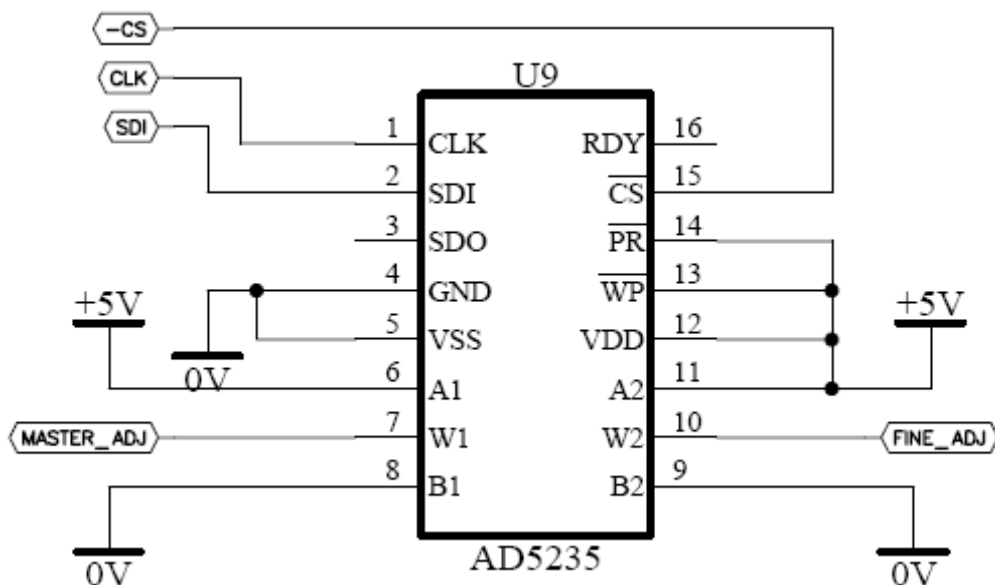 -CS
CLK
SDI
U9
1 CLK RDY 16
2 SDI CS 15
3 SDO PR 14
4 GND WP 13
+5V +5V
5 VSS VDD 12
0V
6 A1 A2 11
MASTER_ADJ 7 W1 W2 10 FINE_ADJ
8 B1 B2 9
AD5235
0V 0V